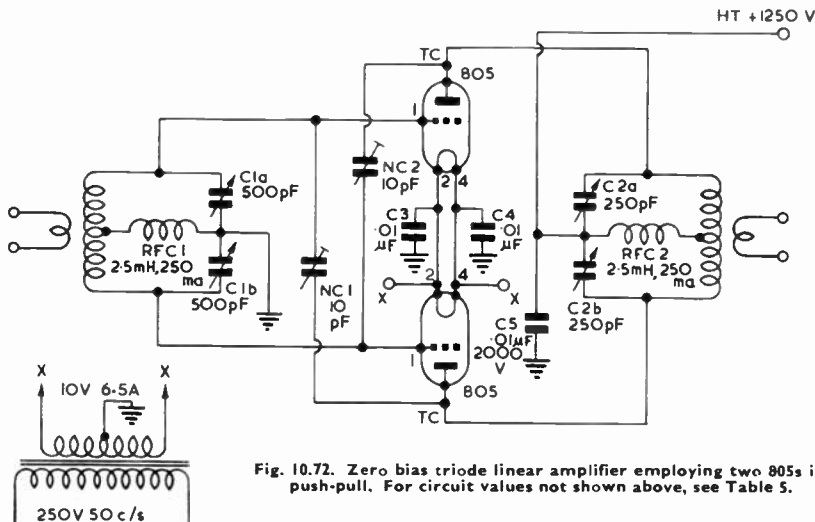 HT +1250 V
TC
805
1
C1a
500pF
NC2
10pF
2 4
C2a
250pF
C3
.01
μF
C4
.01
μF
RFC1
2·5mH,250
ma
RFC2
2·5mH,250
ma
C1b
500pF
NC1
10
pF
2
4
X
X
C2b
250pF
C5
.01μF
2000
V
1
805
TC
X
X
10V 6·5A
250V 50 c/s
Fig. 10.72. Zero bias triode linear amplifier employing two 805s i
push-pull. For circuit values not shown above, see Table 5.